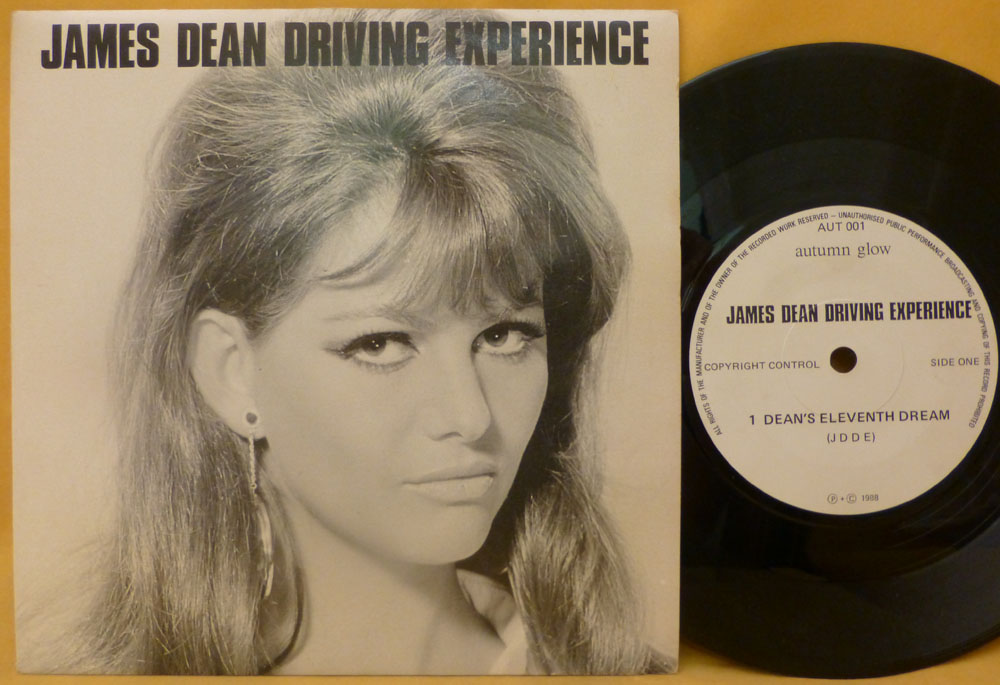 JAMES DEAN DRIVING EXPERIENCE
ALL RIGHTS OF THE MANUFACTURER AND OF THE OWNER OF THE RECORDED WORK RESERVED – UNAUTHORISED PUBLIC PERFORMANCE BROADCASTING AND COPYING OF THIS RECORD PROHIBITED
AUT 001
autumn glow
JAMES DEAN DRIVING EXPERIENCE
COPYRIGHT CONTROL
SIDE ONE
1 DEAN'S ELEVENTH DREAM
(J D D E)
Ⓟ + © 1988